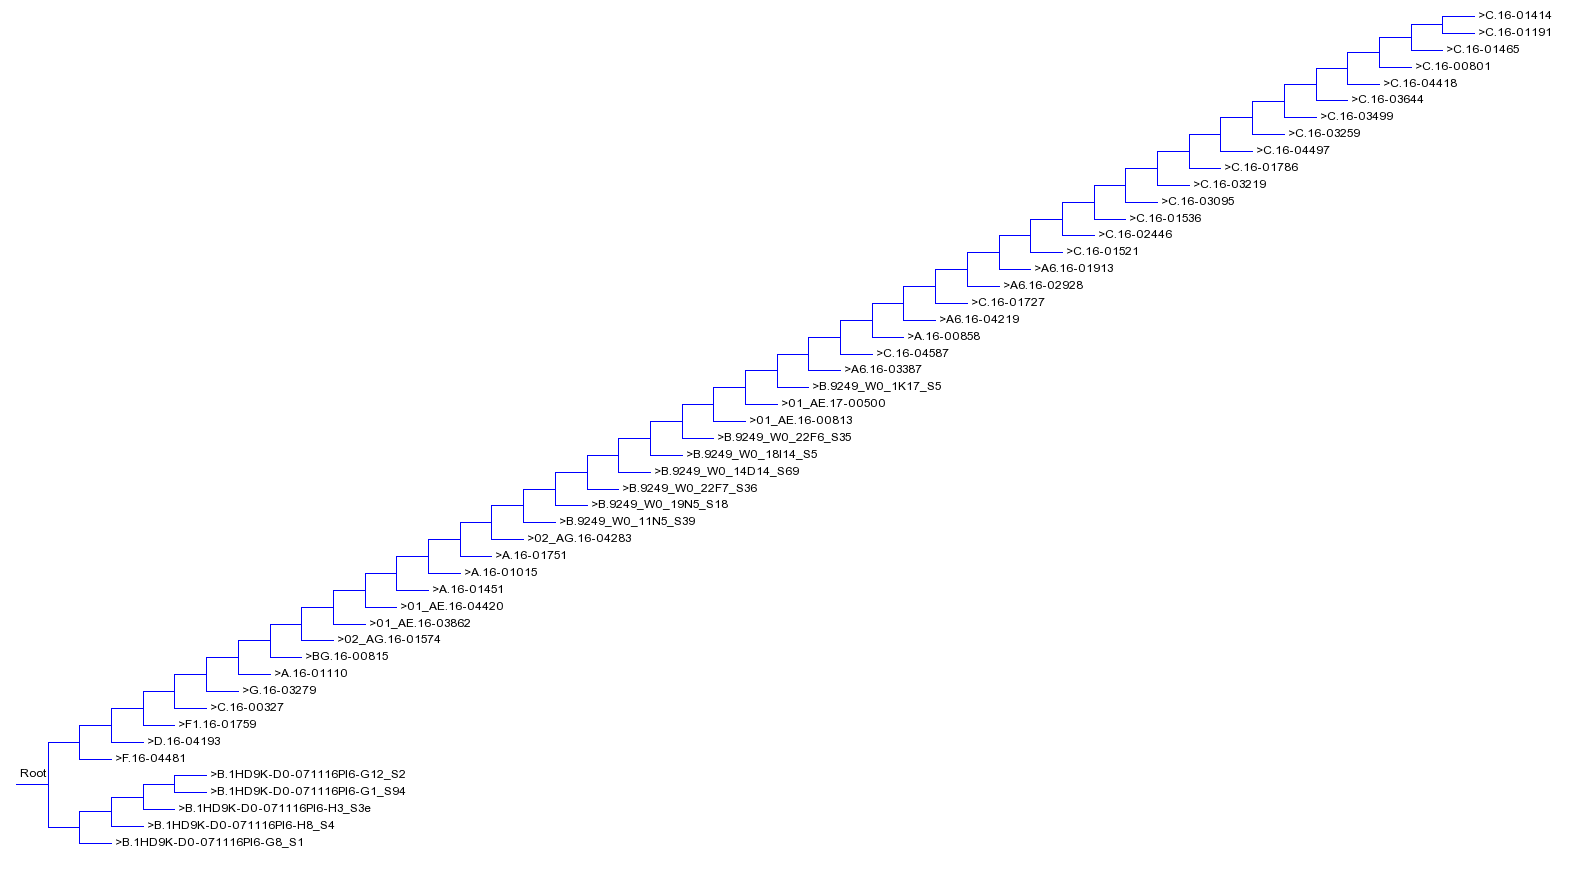 >C.16-01414
>C.16-01191
>C.16-01465
>C.16-00801
>C.16-04418
>C.16-03644
>C.16-03499
>C.16-03259
>C.16-04497
>C.16-01786
>C.16-03219
>C.16-03095
>C.16-01536
>C.16-02446
>C.16-01521
>A6.16-01913
>A6.16-02928
>C.16-01727
>A6.16-04219
>A.16-00858
>C.16-04587
>A6.16-03387
>B.9249_W0_1K17_S5
>01_AE.17-00500
>01_AE.16-00813
>B.9249_W0_22F6_S35
>B.9249_W0_18I14_S5
>B.9249_W0_14D14_S69
>B.9249_W0_22F7_S36
>B.9249_W0_19N5_S18
>B.9249_W0_11N5_S39
>02_AG.16-04283
>A.16-01751
>A.16-01015
>A.16-01451
>01_AE.16-04420
>01_AE.16-03862
>02_AG.16-01574
>BG.16-00815
>A.16-01110
>G.16-03279
>C.16-00327
>F1.16-01759
>D.16-04193
>F.16-04481
Root
>B.1HD9K-D0-071116Pl6-G12_S2
>B.1HD9K-D0-071116Pl6-G1_S94
>B.1HD9K-D0-071116Pl6-H3_S3e
>B.1HD9K-D0-071116Pl6-H8_S4
>B.1HD9K-D0-071116Pl6-G8_S1